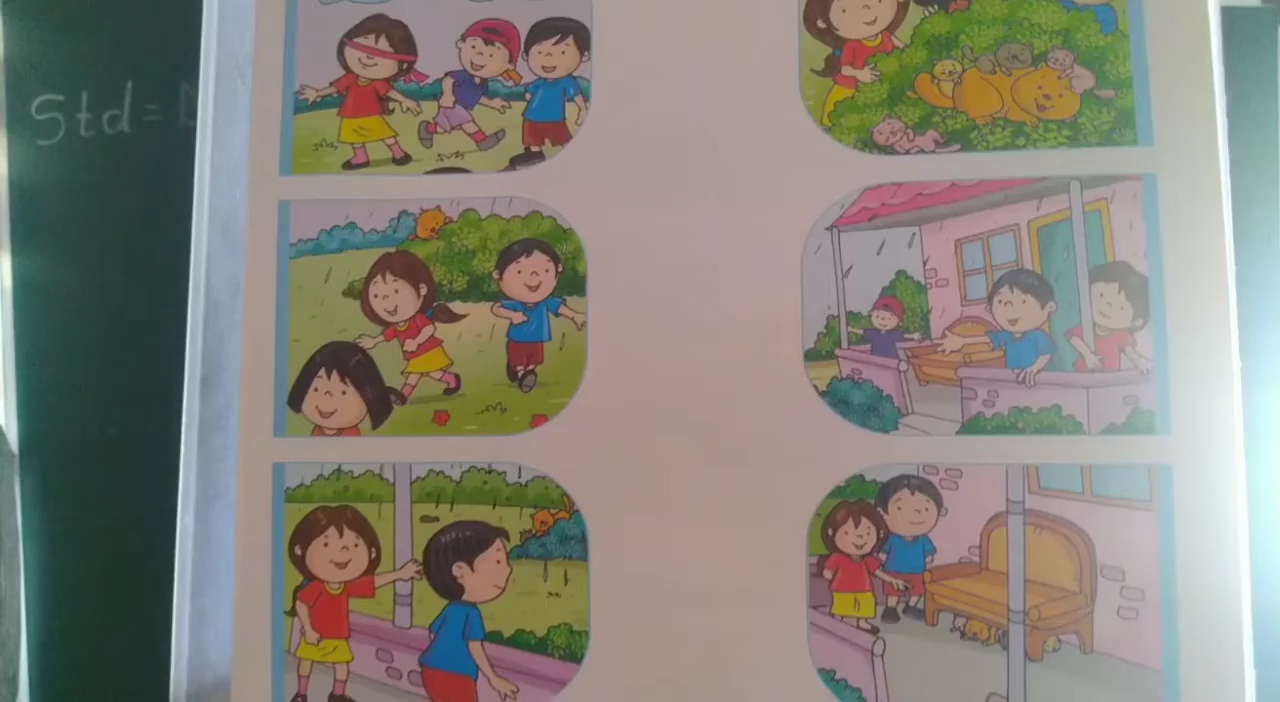 Std =